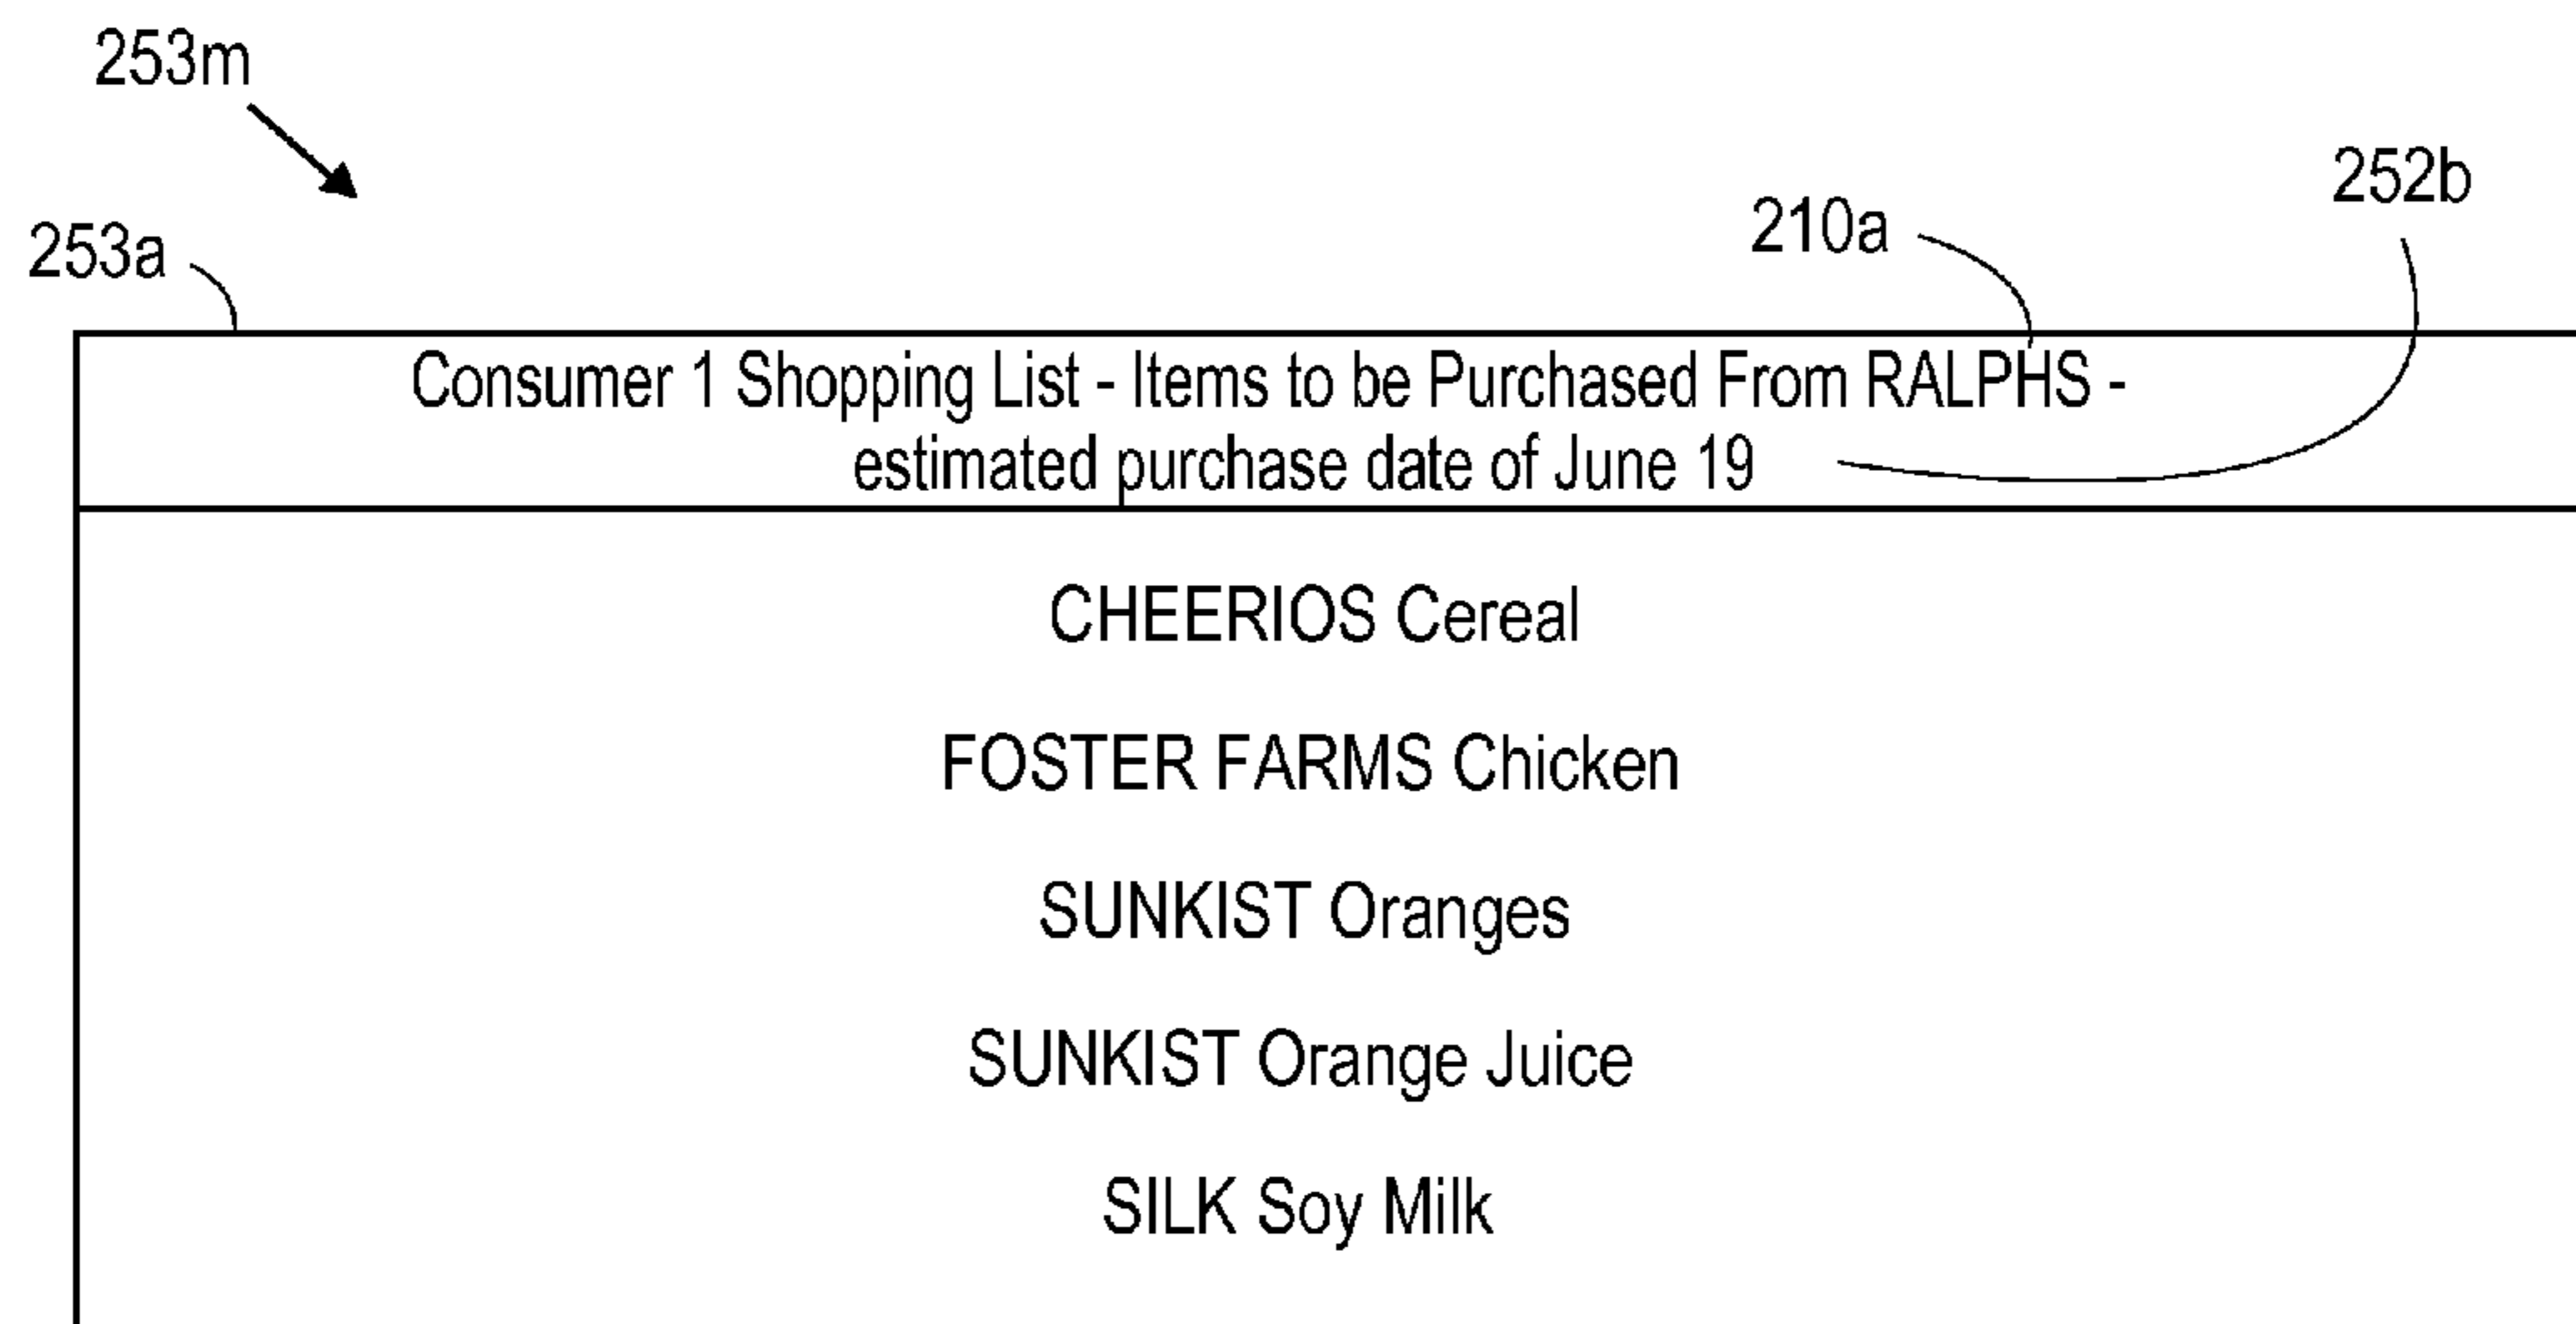 253m
252b
210a
253a
Consumer 1 Shopping List - Items to be Purchased From RALPHS -
estimated purchase date of June 19
CHEERIOS Cereal
FOSTER FARMS Chicken
SUNKIST Oranges
SUNKIST Orange Juice
SILK Soy Milk